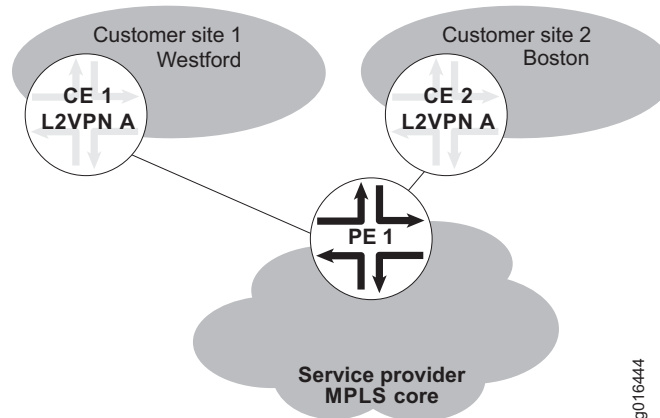 Customer site 1
Westford
Customer site 2
Boston
CE 1
L2VPN A
CE 2
L2VPN A
PE 1
Service provider
MPLS core
g016444